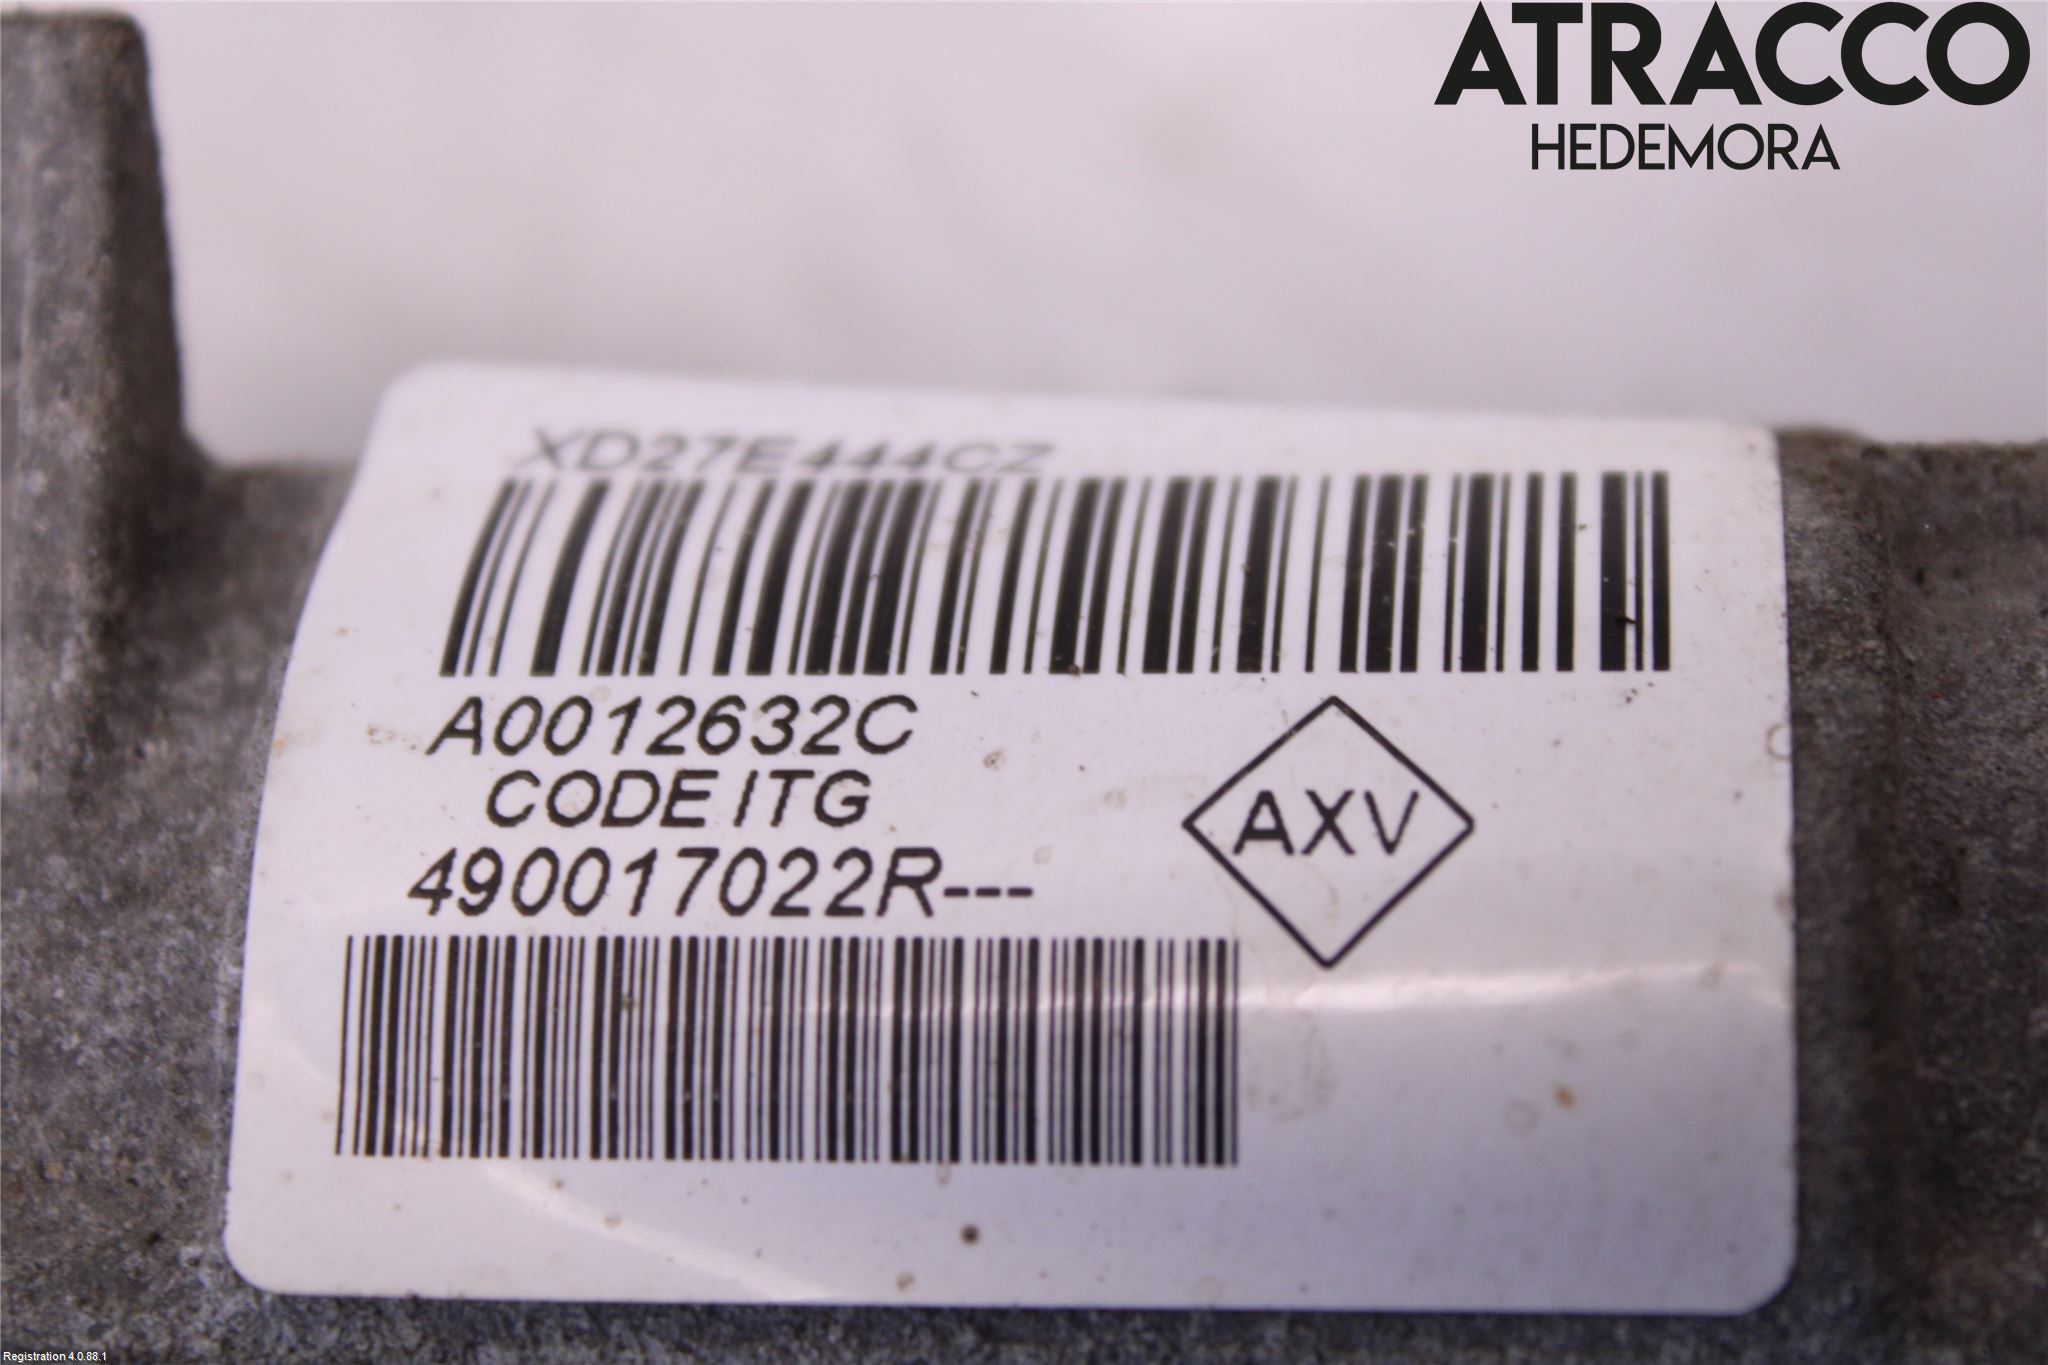 ATRACCO
HEDEMORA
XD27E444CZ
A0012632C
CODE ITG
490017022R---
AXV
Registration 4.0.88.1